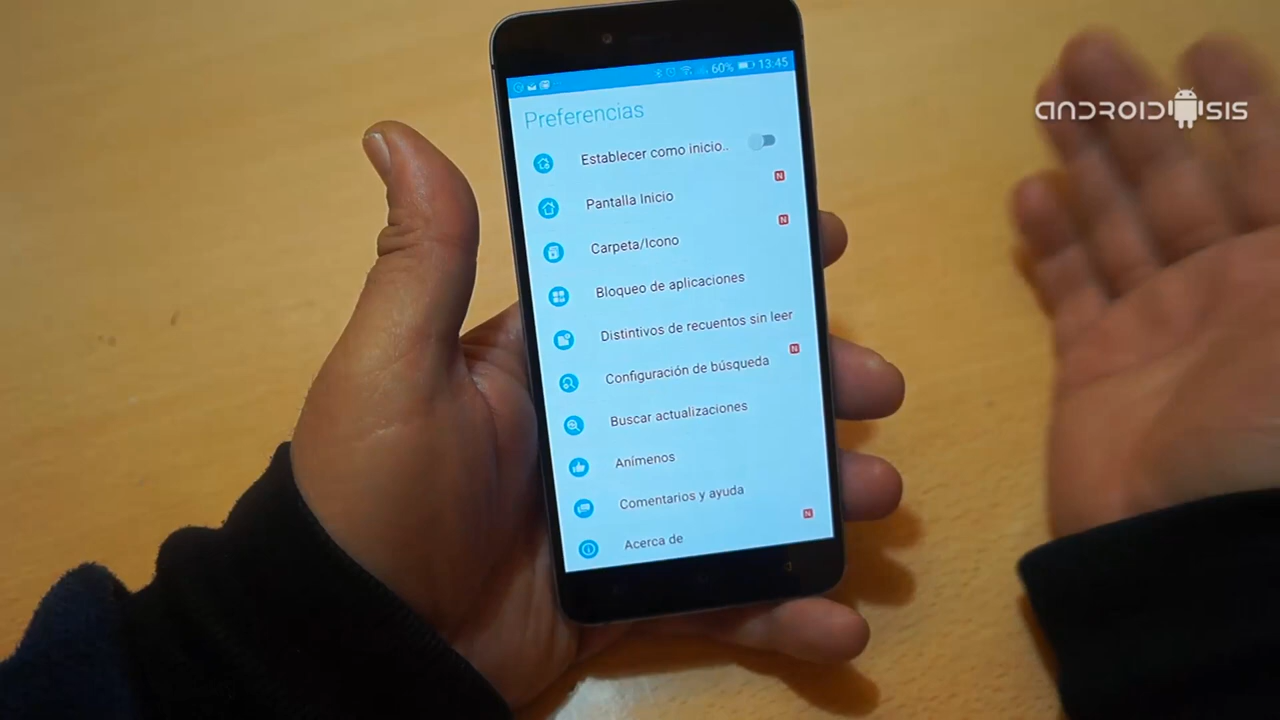 60% 13:45
ANDROIDSIS
Preferencias
Establecer como inicio..
N
Pantalla Inicio
N
Carpeta/Icono
Bloqueo de aplicaciones
Distintivos de recuentos sin leer
N
Configuración de búsqueda
Buscar actualizaciones
Anímenos
Comentarios y ayuda
N
Acerca de